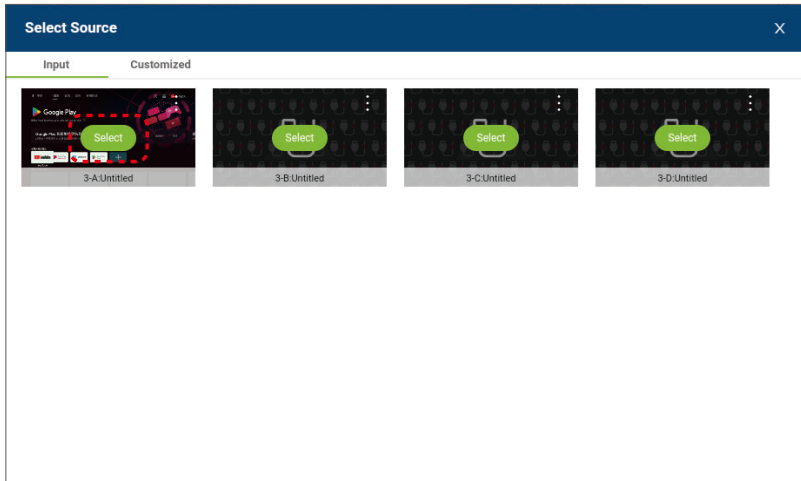 Select Source
X
Input
Customized
Google Play
Select
Select
Select
Select
3-A:Untitled
3-B:Untitled
3-C:Untitled
3-D:Untitled